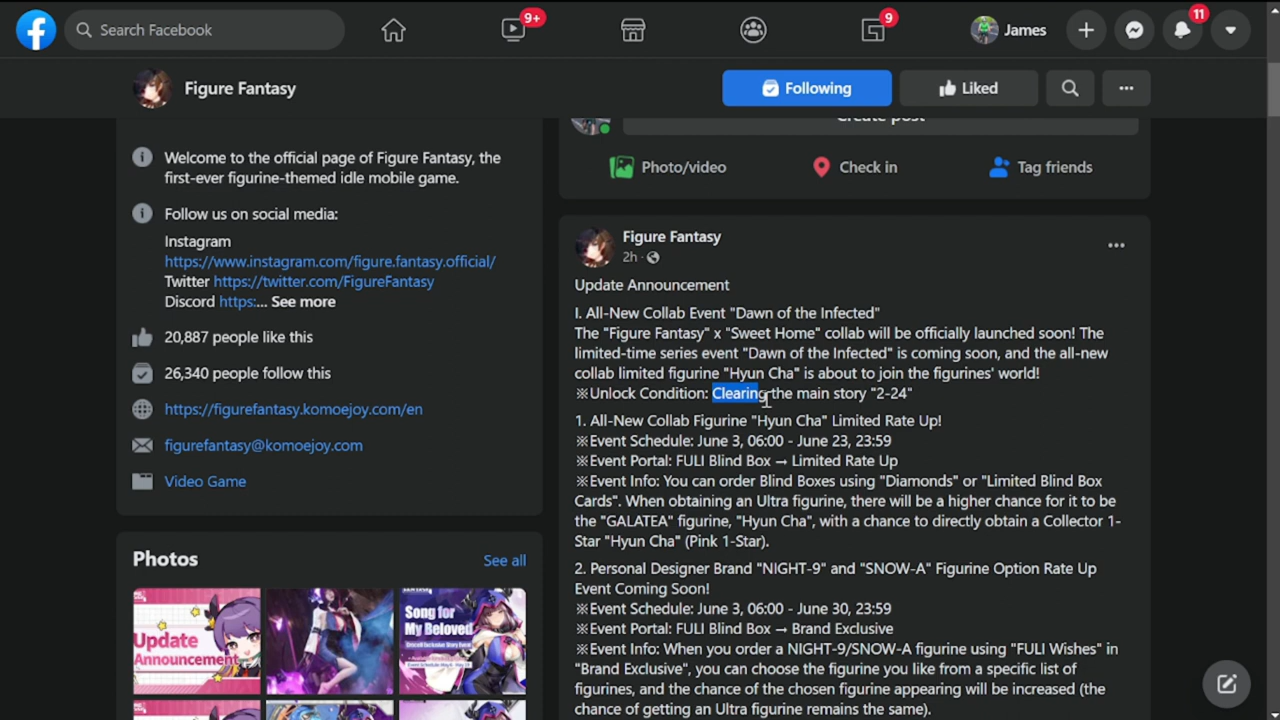 Search Facebook
9+
9
James
11
Figure Fantasy
Following
Liked
Welcome to the official page of Figure Fantasy, the
first-ever figurine-themed idle mobile game.
Follow us on social media:
Instagram
https://www.instagram.com/figure.fantasy.official/
Twitter https://twitter.com/FigureFantasy
Discord https:... See more
20,887 people like this
26,340 people follow this
https://figurefantasy.komoejoy.com/en
figurefantasy@komoejoy.com
Video Game
Photos
See all
Update
Announcement
Song for
My Beloved
Create post
Photo/video
Check in
Tag friends
Figure Fantasy
2h
Update Announcement
I. All-New Collab Event "Dawn of the Infected"
The "Figure Fantasy" x "Sweet Home" collab will be officially launched soon! The
limited-time series event "Dawn of the Infected" is coming soon, and the all-new
collab limited figurine "Hyun Cha" is about to join the figurines' world!
※Unlock Condition: Clearing the main story "2-24"
1. All-New Collab Figurine "Hyun Cha" Limited Rate Up!
※Event Schedule: June 3, 06:00 - June 23, 23:59
※Event Portal: FULI Blind Box → Limited Rate Up
※Event Info: You can order Blind Boxes using "Diamonds" or "Limited Blind Box
Cards". When obtaining an Ultra figurine, there will be a higher chance for it to be
the "GALATEA" figurine, "Hyun Cha", with a chance to directly obtain a Collector 1-
Star "Hyun Cha" (Pink 1-Star).
2. Personal Designer Brand "NIGHT-9" and "SNOW-A" Figurine Option Rate Up
Event Coming Soon!
※Event Schedule: June 3, 06:00 - June 30, 23:59
※Event Portal: FULI Blind Box → Brand Exclusive
※Event Info: When you order a NIGHT-9/SNOW-A figurine using "FULI Wishes" in
"Brand Exclusive", you can choose the figurine you like from a specific list of
figurines, and the chance of the chosen figurine appearing will be increased (the
chance of getting an Ultra figurine remains the same).